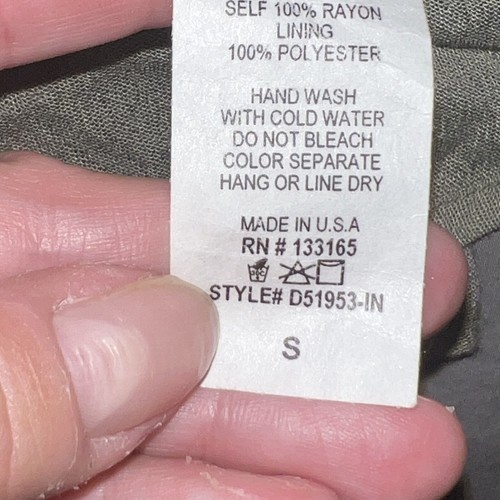 SELF 100% RAYON
LINING
100% POLYESTER
HAND WASH
WITH COLD WATER
DO NOT BLEACH
COLOR SEPARATE
HANG OR LINE DRY
MADE IN U.S.A
RN # 133165
STYLE# D51953-IN
S